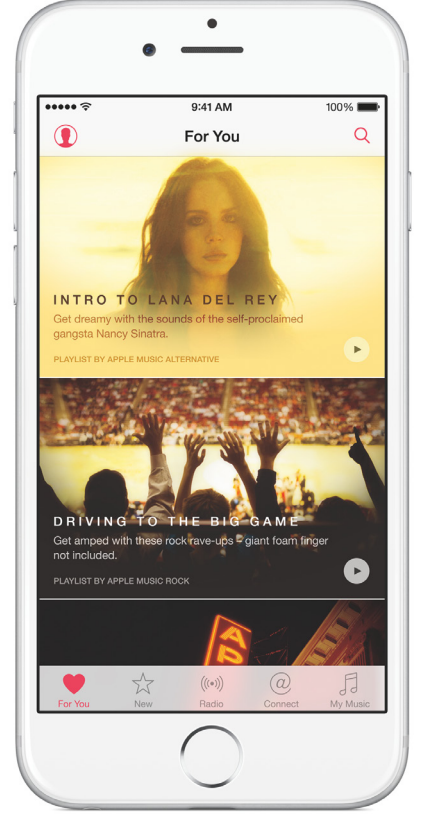 9:41 AM
100%
For You
INTRO TO LANA DEL REY
Get dreamy with the sounds of the self-proclaimed
gangsta Nancy Sinatra.
PLAYLIST BY APPLE MUSIC ALTERNATIVE
DRIVING TO THE BIG GAME
Get amped with these rock rave-ups – giant foam finger
not included.
PLAYLIST BY APPLE MUSIC ROCK
AP
For You
New
Radio
Connect
My Music